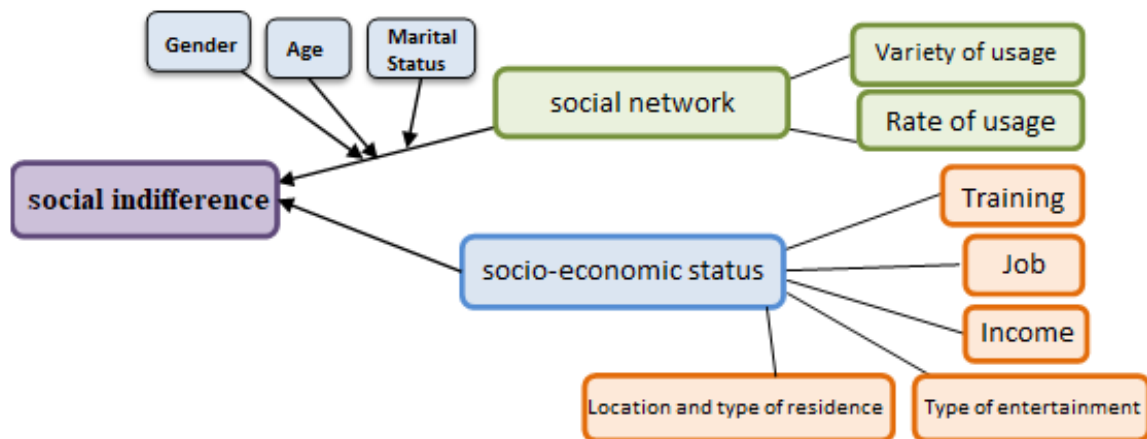 Gender
Age
Marital
Status
social network
Variety of usage
Rate of usage
social indifference
socio-economic status
Training
Job
Income
Location and type of residence
Type of entertainment